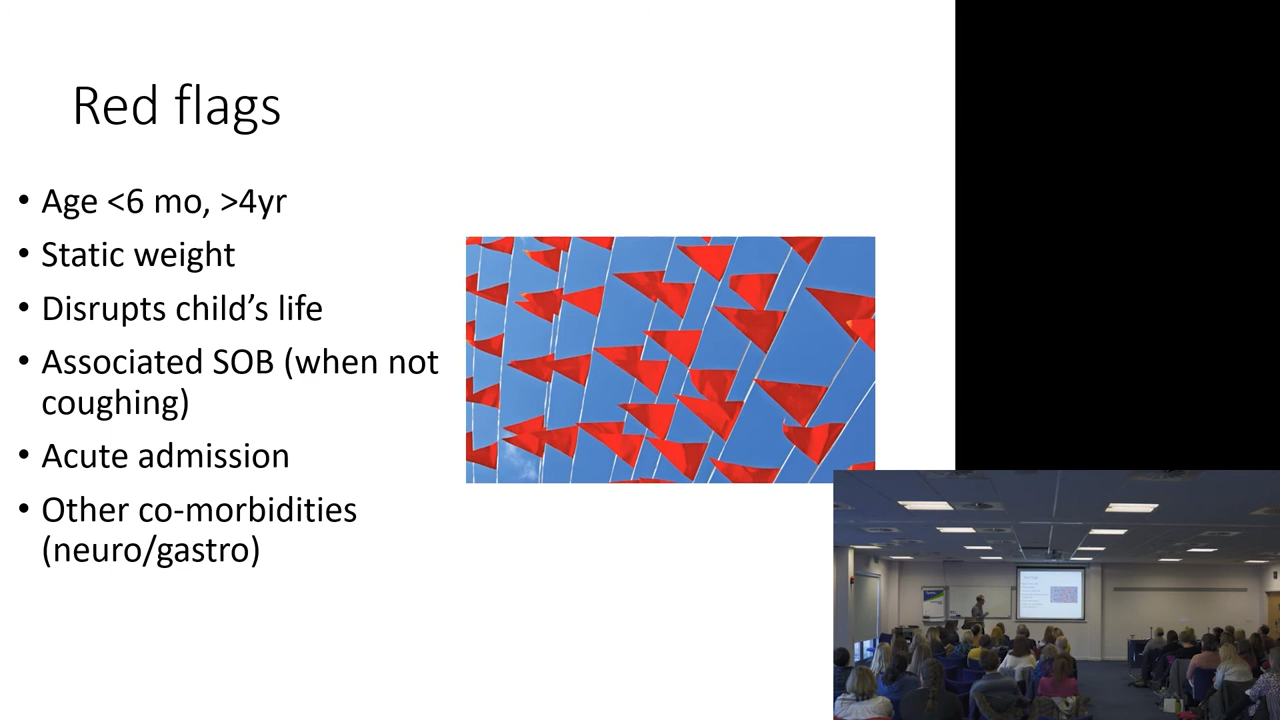 Red flags
• Age <6 mo, >4yr
• Static weight
• Disrupts child’s life
• Associated SOB (when not
coughing)
• Acute admission
• Other co-morbidities
(neuro/gastro)